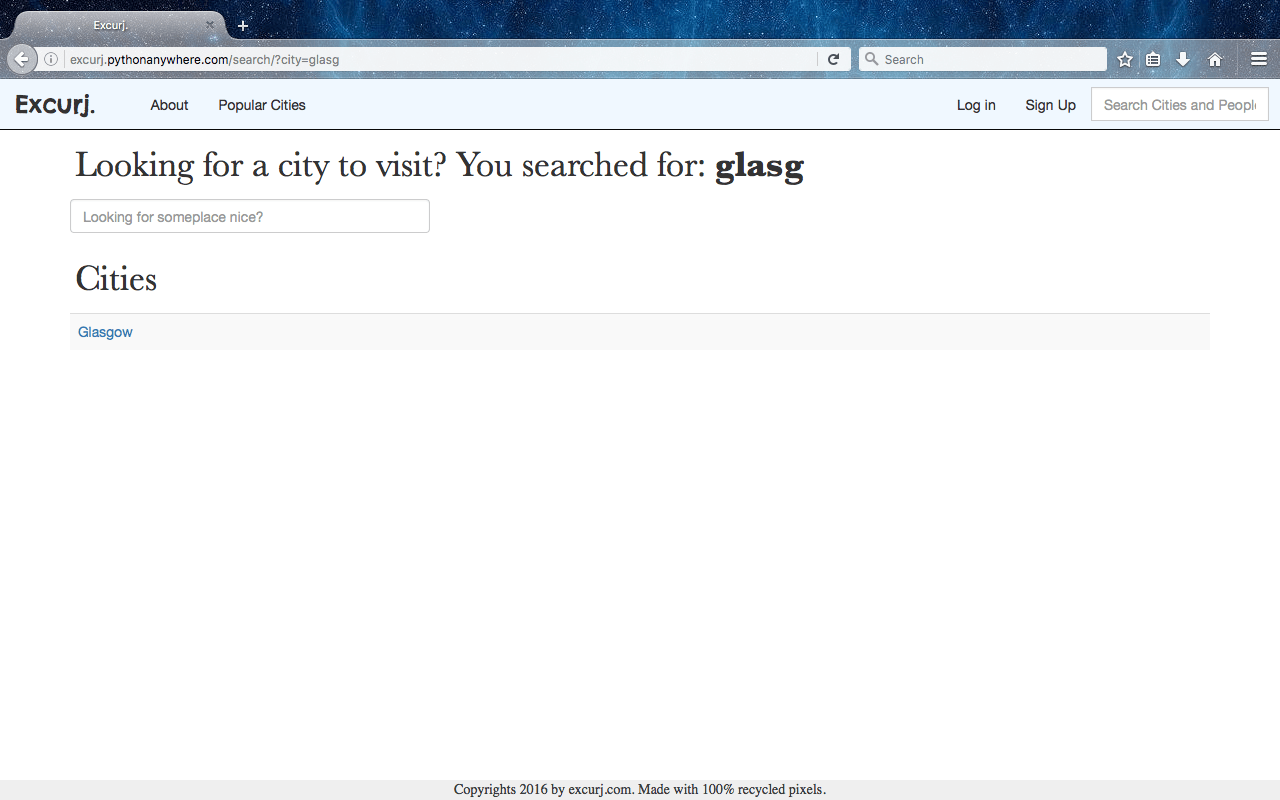 Excurj.
excurj.pythonanywhere.com/search/?city=glasg
Search
Excurj.
About
Popular Cities
Log in
Sign Up
Search Cities and Peopl
Looking for a city to visit? You searched for: glasg
Looking for someplace nice?
Cities
Glasgow
Copyrights 2016 by excurj.com. Made with 100% recycled pixels.